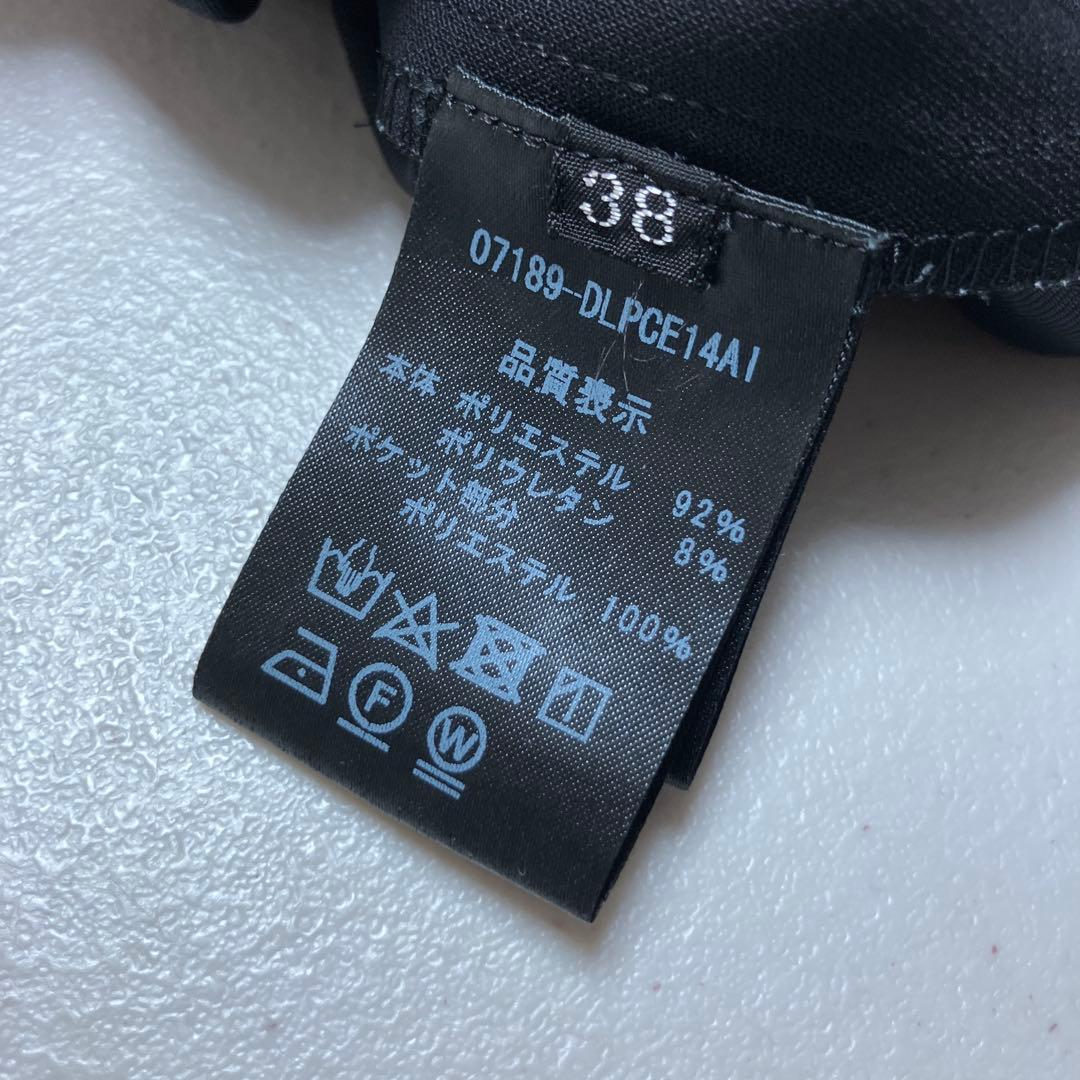 38
07189-DLPCE14AI
品質表示
本体 ポリエステル 92%
ポリウレタン 8%
ポケット部分
ポリエステル 100%
F W